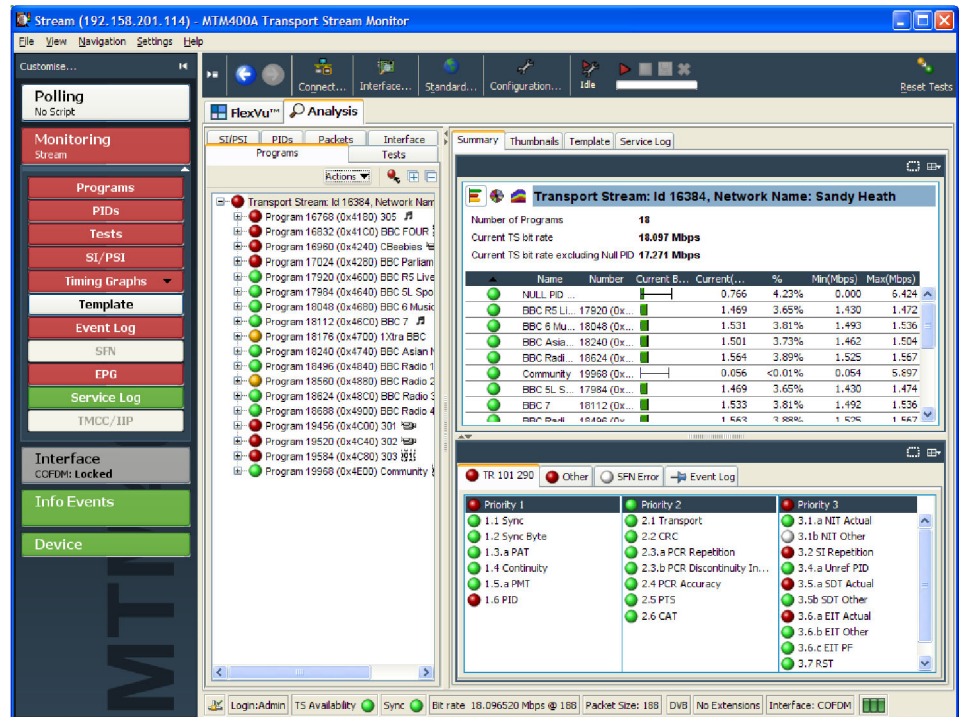 Stream (192.158.201.114) - MTM400A Transport Stream Monitor
File View Navigation Settings Help
Customise...
Polling
No Script
Monitoring
Stream
Programs
PIDs
Tests
SI/PSI
Timing Graphs
Template
Event Log
SFN
EPG
Service Log
TMCC/IIP
Interface
COFDM: Locked
Info Events
Device
MTM
Connect... Interface... Standard... Configuration... Idle Reset Tests
FlexVu™ Analysis
SI/PSI PIDs Packets Interface
Programs Tests
Actions
Transport Stream: Id 16384, Network Nam
Program 16768 (0x4180) 305
Program 16832 (0x41C0) BBC FOUR
Program 16960 (0x4240) CBeebies
Program 17024 (0x4280) BBC Parliam
Program 17920 (0x4600) BBC R5 Live
Program 17984 (0x4640) BBC 5L Spo
Program 18048 (0x4680) BBC 6 Music
Program 18112 (0x46C0) BBC 7
Program 18176 (0x4700) 1Xtra BBC
Program 18240 (0x4740) BBC Asian N
Program 18496 (0x4840) BBC Radio 1
Program 18560 (0x4880) BBC Radio 2
Program 18624 (0x48C0) BBC Radio 3
Program 18688 (0x4900) BBC Radio 4
Program 19456 (0x4C00) 301
Program 19520 (0x4C40) 302
Program 19584 (0x4C80) 303
Program 19968 (0x4E00) Community
Summary Thumbnails Template Service Log
Transport Stream: Id 16384, Network Name: Sandy Heath
Number of Programs 18
Current TS bit rate 18.097 Mbps
Current TS bit rate excluding Null PID 17.271 Mbps
Name Number Current B... Current(... % Min(Mbps) Max(Mbps)
NULL PID ... 0.766 4.23% 0.000 6.424
BBC R5 Li... 17920 (0x... 1.469 3.65% 1.430 1.472
BBC 6 Mu... 18048 (0x... 1.531 3.81% 1.493 1.536
BBC Asia... 18240 (0x... 1.501 3.73% 1.462 1.504
BBC Radi... 18624 (0x... 1.564 3.89% 1.525 1.567
Community 19968 (0x... 0.056 <0.01% 0.054 5.897
BBC 5L S... 17984 (0x... 1.469 3.65% 1.430 1.474
BBC 7 18112 (0x... 1.533 3.81% 1.492 1.536
BBC Radi... 18496 (0x... 1.563 3.88% 1.525 1.567
TR 101 290 Other SFN Error Event Log
Priority 1
1.1 Sync
1.2 Sync Byte
1.3.a PAT
1.4 Continuity
1.5.a PMT
1.6 PID
Priority 2
2.1 Transport
2.2 CRC
2.3.a PCR Repetition
2.3.b PCR Discontinuity In...
2.4 PCR Accuracy
2.5 PTS
2.6 CAT
Priority 3
3.1.a NIT Actual
3.1b NIT Other
3.2 SI Repetition
3.4.a Unref PID
3.5.a SDT Actual
3.5b SDT Other
3.6.a EIT Actual
3.6.b EIT Other
3.6.c EIT PF
3.7 RST
Login:Admin TS Availability Sync Bit rate 18.096520 Mbps @ 188 Packet Size: 188 DVB No Extensions Interface: COFDM